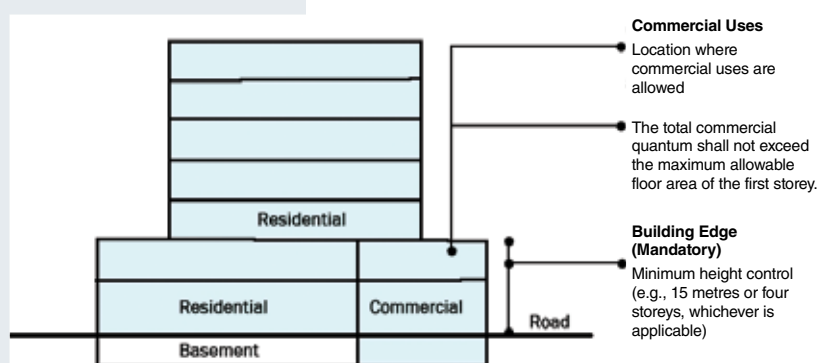 Commercial Uses
Location where
commercial uses are
allowed
The total commercial
quantum shall not exceed
the maximum allowable
floor area of the first storey.
Residential
Building Edge
(Mandatory)
Minimum height control
(e.g., 15 metres or four
storeys, whichever is
applicable)
Residential
Commercial
Road
Basement